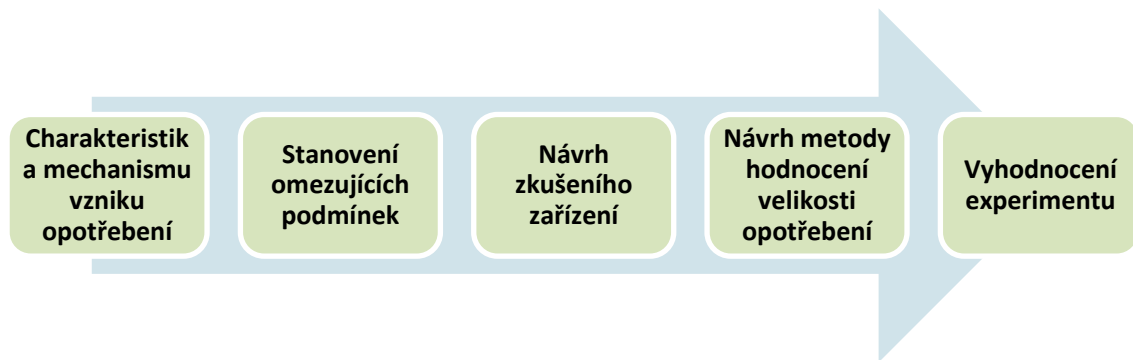 Charakteristik
a mechanismu
vzniku
opotřebení
Stanovení
omezujících
podmínek
Návrh
zkušeního
zařízení
Návrh metody
hodnocení
velikosti
opotřebení
Vyhodnocení
experimentu